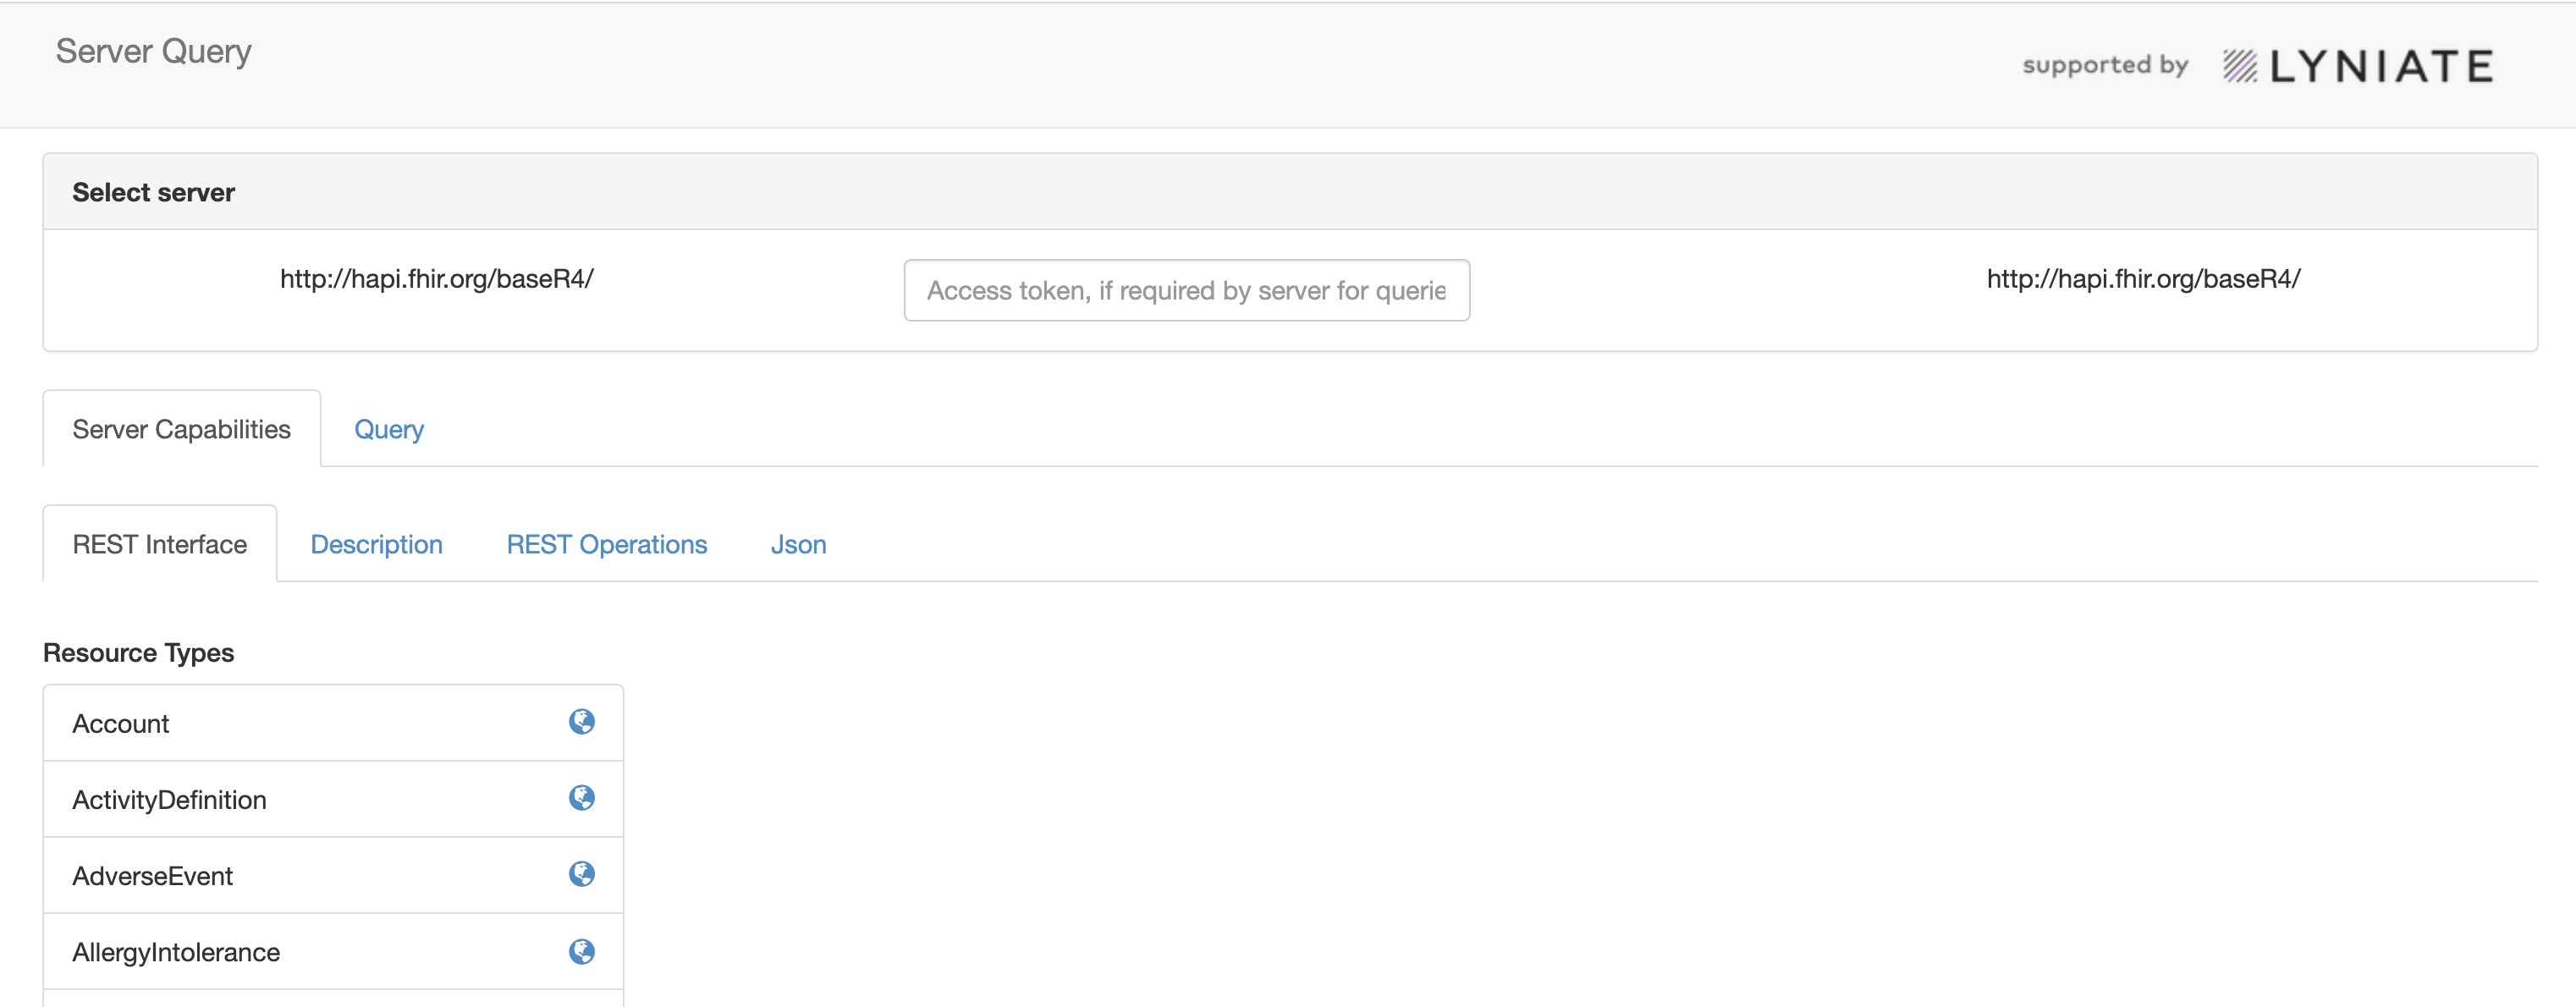 Server Query
supported by LYNIATE
Select server
http://hapi.fhir.org/baseR4/ Access token, if required by server for querie http://hapi.fhir.org/baseR4/
Server Capabilities Query
REST Interface Description REST Operations Json
Resource Types
Account
ActivityDefinition
AdverseEvent
AllergyIntolerance